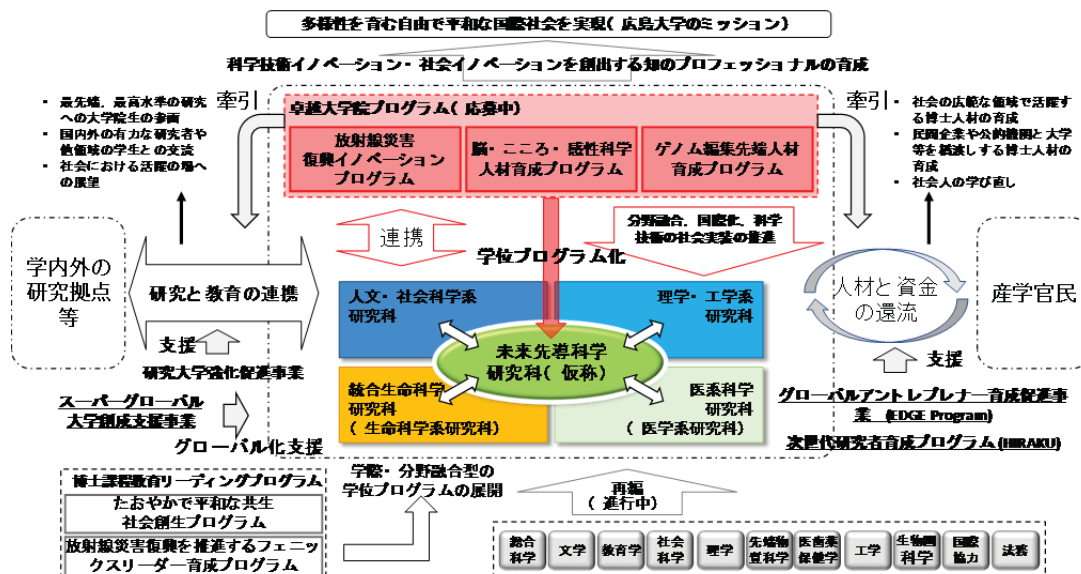 多様性を育む自由で平和な国際社会を実現( 広島大学のミッション)
科学技術イノベーション・社会イノベーションを創出する知のプロフェッショナルの育成
• 最先端，最高水準の研究
への大学院生の参画
• 国内外の有力な研究者や
他領域の学生との交流
• 社会における活躍の場へ
の展望
牽引
卓越大学院プログラム( 応募中)
放射線災害
復興イノベーション
プログラム
脳・こころ・感性科学
人材育成プログラム
ゲノム編集先端人材
育成プログラム
牽引
• 社会の広範な領域で活躍す
る博士人材の育成
• 民間企業や公的機関と大学
等を橋渡しする博士人材の
育成
• 社会人の学び直し
連携
学位プログラム化
分野融合、国際化、科学
技術の社会実装の推進
学内外の
研究拠点
等
研究と教育の連携
人文・社会科学系
研究科
理学・工学系
研究科
未来先導科学
研究科( 仮称)
統合生命科学
研究科
( 生命科学系研究科)
医系科学
研究科
( 医学系研究科)
人材と資金
の還流
産学官民
支援
研究大学強化促進事業
スーパーグローバル
大学創成支援事業
グローバル化支援
支援
グローバルアントレプレナー育成促進事
業 (EDGE Program)
次世代研究者育成プログラム(HIRAKU)
博士課程教育リーディングプログラム
たおやかで平和な共生
社会創生プログラム
放射線災害復興を推進するフェニッ
クスリーダー育成プログラム
学際・分野融合型の
学位プログラムの展開
再編
( 進行中)
総合
科学
文学
教育学
社会
科学
理学
先端物
質科学
医歯薬
保健学
工学
生物圏
科学
国際
協力
法務